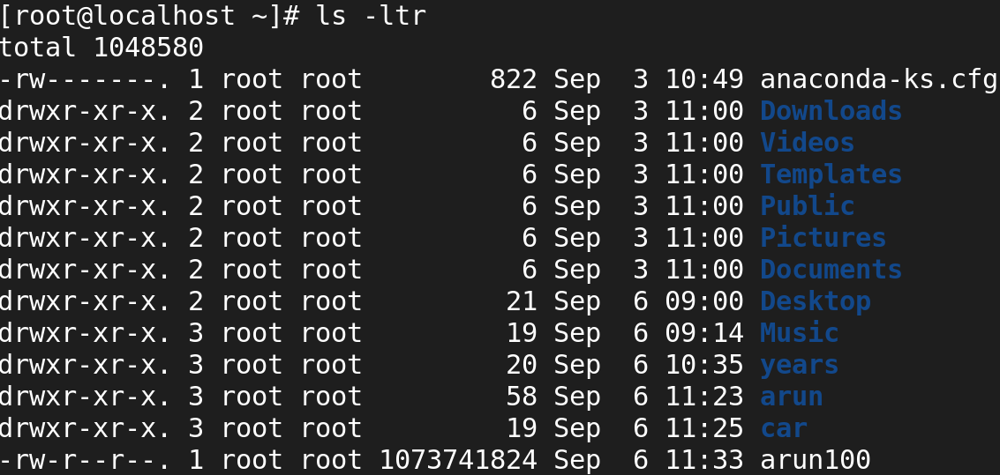 [root@localhost ~]# ls -ltr
total 1048580
-rw-------. 1 root root        822 Sep  3 10:49 anaconda-ks.cfg
drwxr-xr-x. 2 root root          6 Sep  3 11:00 Downloads
drwxr-xr-x. 2 root root          6 Sep  3 11:00 Videos
drwxr-xr-x. 2 root root          6 Sep  3 11:00 Templates
drwxr-xr-x. 2 root root          6 Sep  3 11:00 Public
drwxr-xr-x. 2 root root          6 Sep  3 11:00 Pictures
drwxr-xr-x. 2 root root          6 Sep  3 11:00 Documents
drwxr-xr-x. 2 root root         21 Sep  6 09:00 Desktop
drwxr-xr-x. 3 root root         19 Sep  6 09:14 Music
drwxr-xr-x. 3 root root         20 Sep  6 10:35 years
drwxr-xr-x. 3 root root         58 Sep  6 11:23 arun
drwxr-xr-x. 3 root root         19 Sep  6 11:25 car
-rw-r--r--. 1 root root 1073741824 Sep  6 11:33 arun100